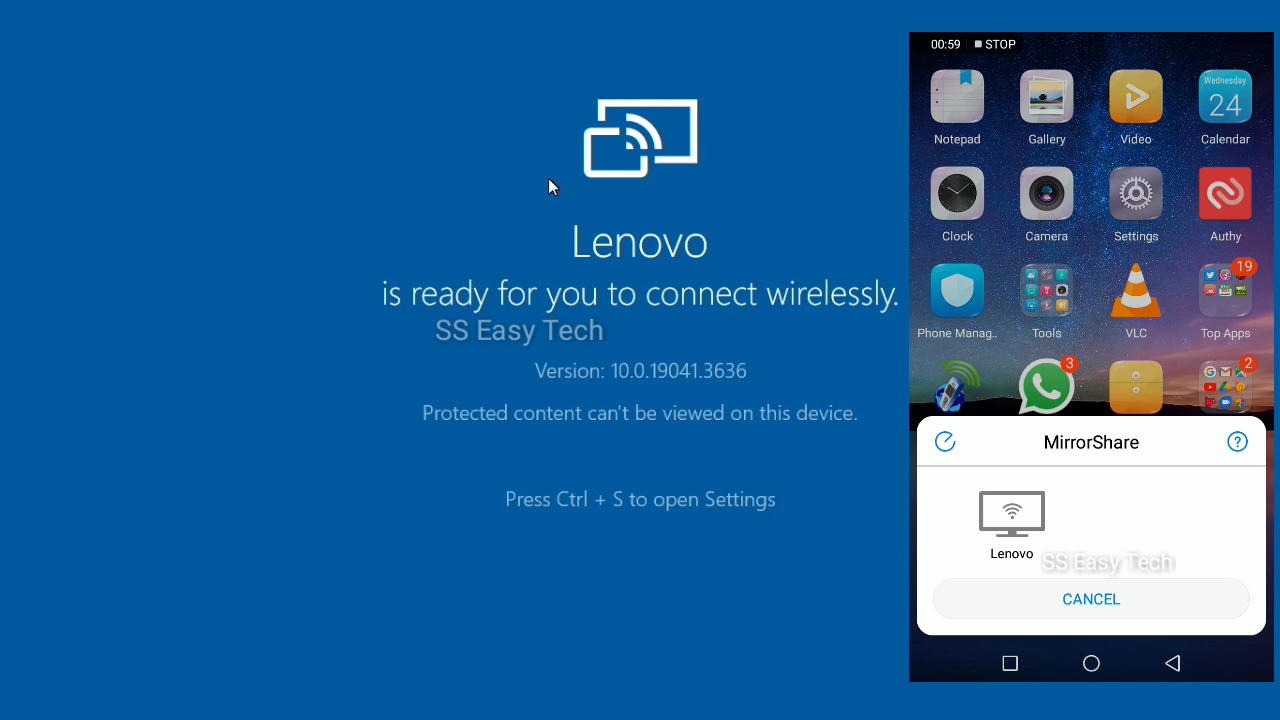 Lenovo
is ready for you to connect wirelessly.
SS Easy Tech
Version: 10.0.19041.3636
Protected content can't be viewed on this device.
Press Ctrl + S to open Settings
00:59 STOP
Wednesday
24
Notepad Gallery Video Calendar
Clock Camera Settings Authy
19
Phone Manag.. Tools VLC Top Apps
3 2
MirrorShare
?
Lenovo
SS Easy Tech
CANCEL